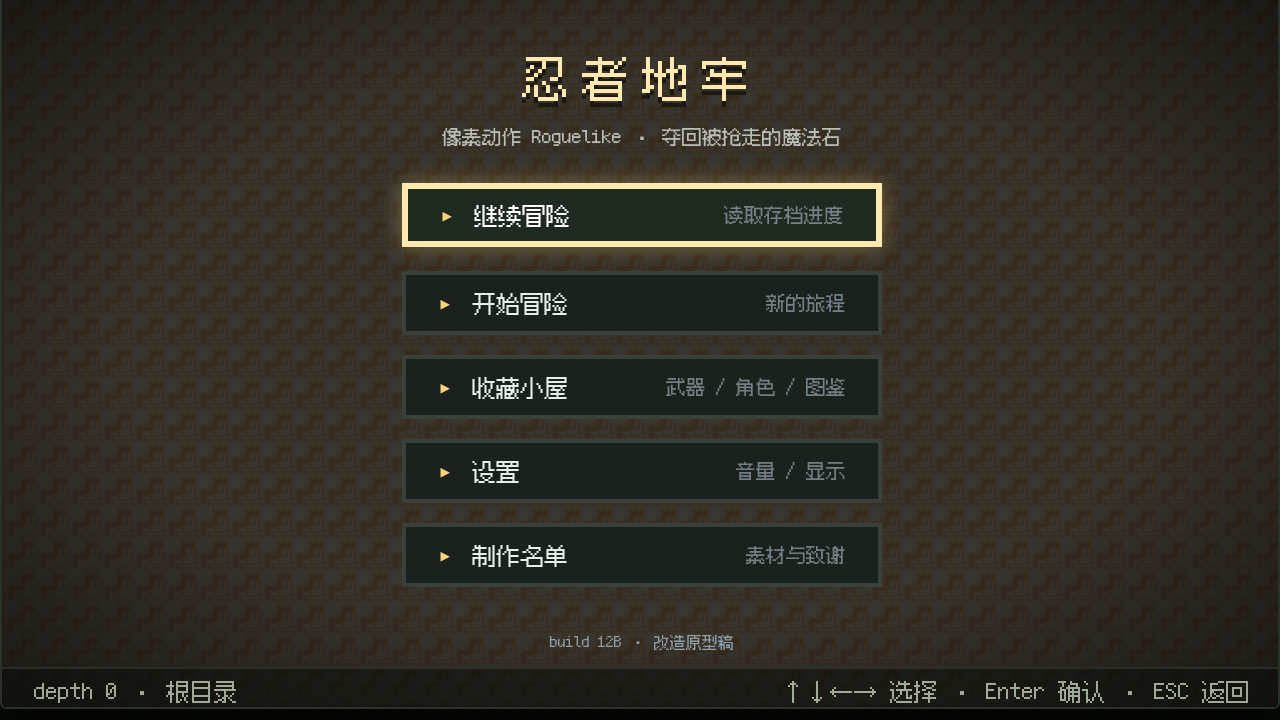 忍者地牢
像素动作 Roguelike · 夺回被抢走的魔法石
▸ 继续冒险 读取存档进度
▸ 开始冒险 新的旅程
▸ 收藏小屋 武器 / 角色 / 图鉴
▸ 设置 音量 / 显示
▸ 制作名单 素材与致谢
build 12B · 改造原型稿
depth 0 · 根目录 ↑↓←→ 选择 · Enter 确认 · ESC 返回